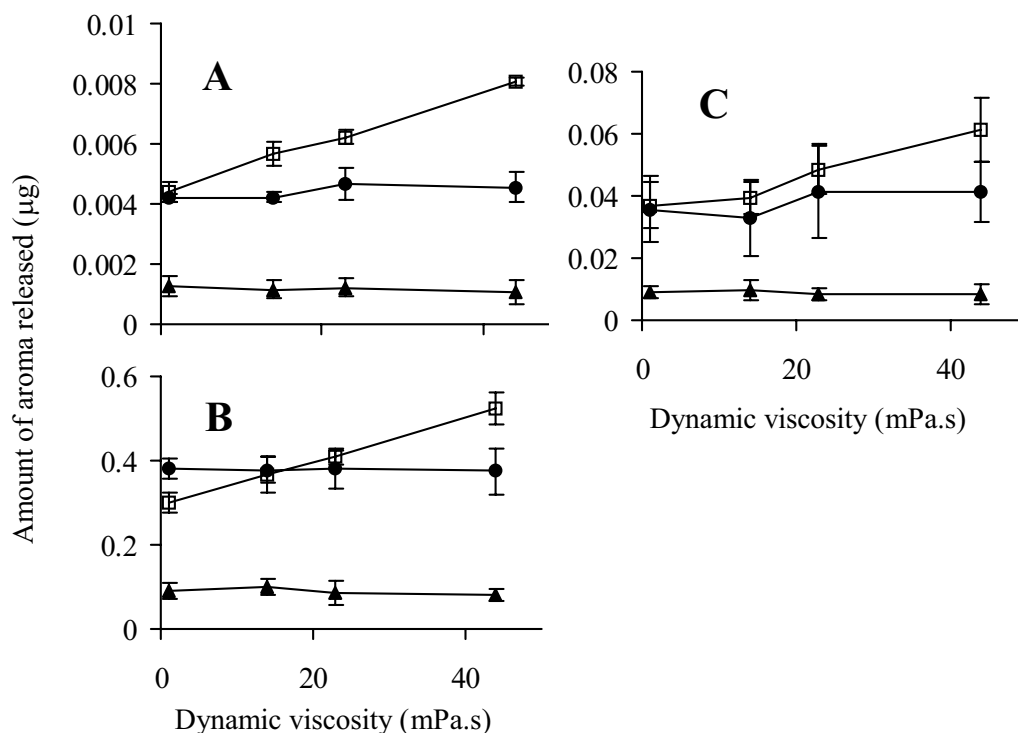 Amount of aroma released (µg)
0.01
0.008
0.006
0.004
0.002
0
A
0.6
0.4
0.2
0
B
0 20 40
Dynamic viscosity (mPa.s)
0.08
0.06
0.04
0.02
0
C
0 20 40
Dynamic viscosity (mPa.s)